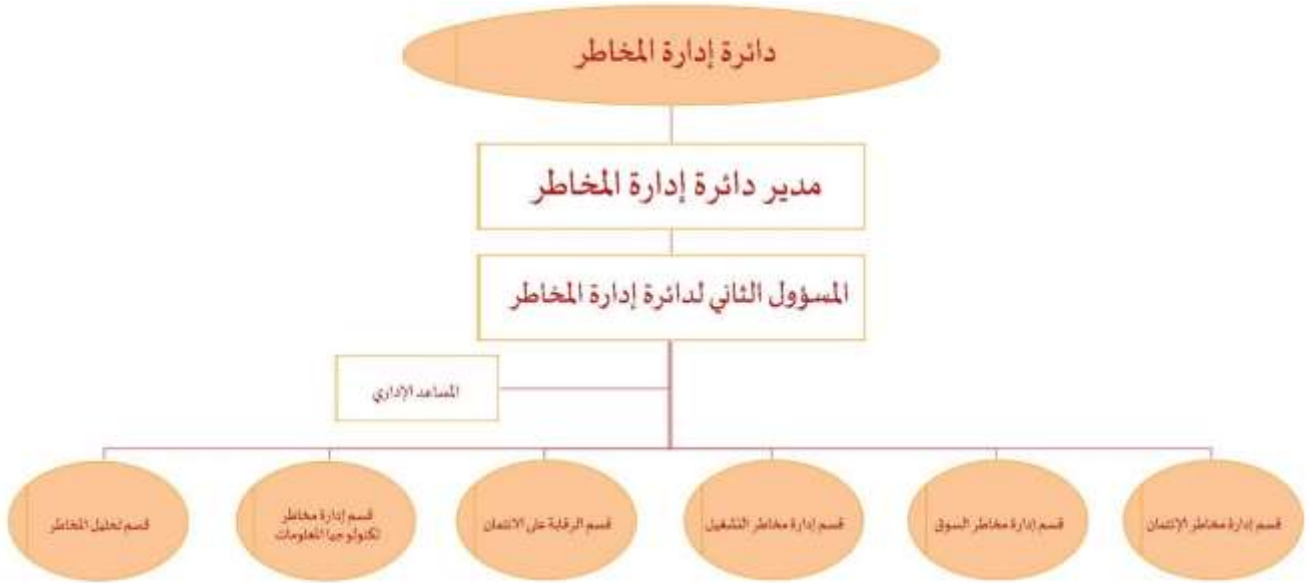 دائرة إدارة المخاطر
مدير دائرة إدارة المخاطر
المسؤول الثاني لدائرة إدارة المخاطر
المساعد الإداري
قسم إدارة مخاطر الإئتمان
قسم إدارة مخاطر السوق
قسم إدارة مخاطر التشغيل
قسم الرقابة على الائتمان
قسم إدارة مخاطر
تكنولوجيا المعلومات
قسم تحليل المخاطر